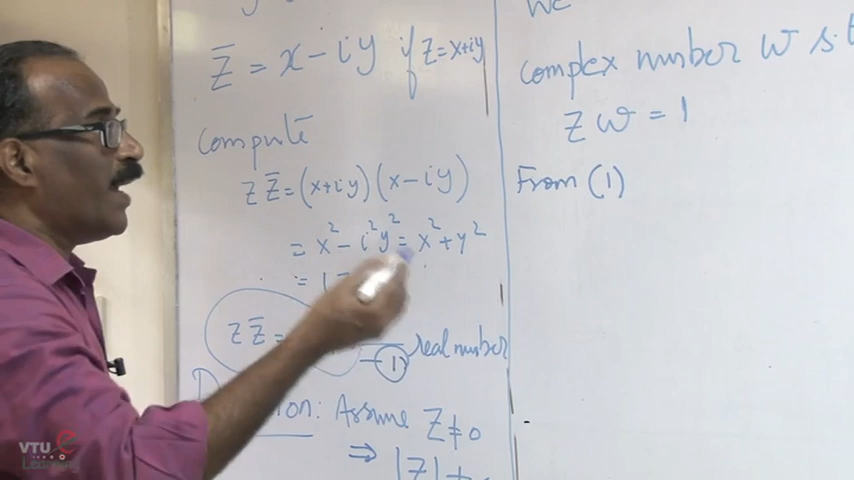 z̄ = x - iy if z = x+iy
compute
z z̄ = (x+iy) (x - iy)
= x² - i²y² = x² + y²
z z̄ =
real number
(1)
: Assume z ≠ 0
⇒ |z| ≠
we
complex number w s.t
z w = 1
From (1)
VTU e
Learning